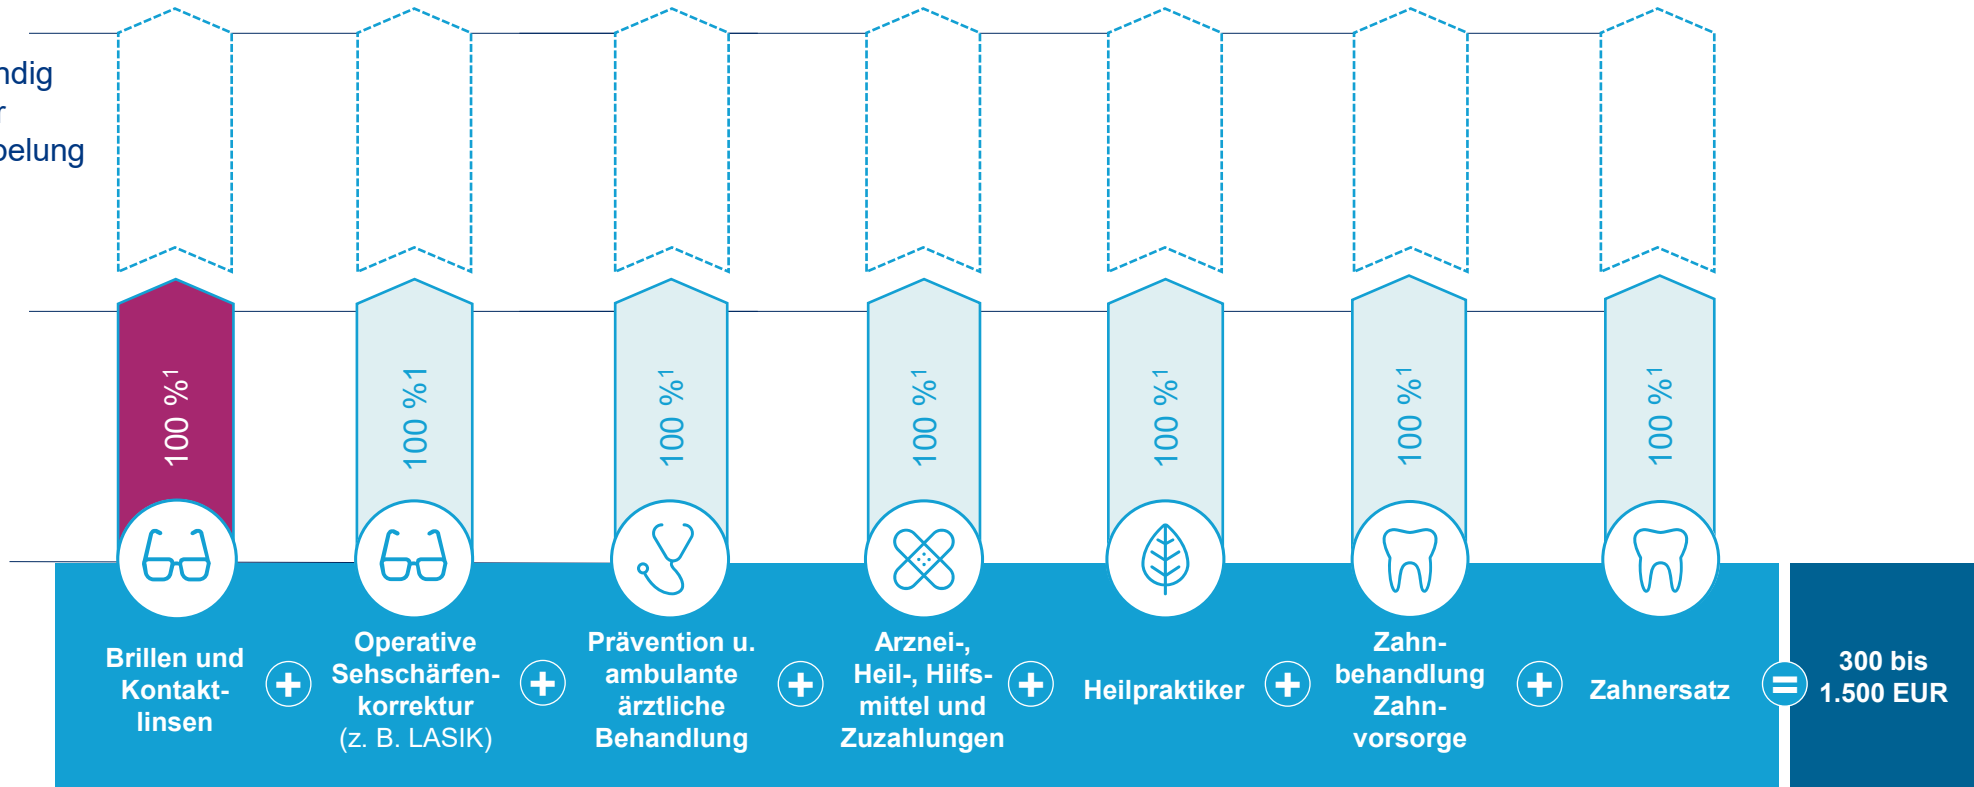 100 %¹
100 %1
100 %¹
100 %¹
100 %¹
100 %¹
100 %¹
Brillen und
Kontakt-
linsen
+
Operative
Sehschärfen-
korrektur
(z. B. LASIK)
+
Prävention u.
ambulante
ärztliche
Behandlung
+
Arznei-,
Heil-, Hilfs-
mittel und
Zuzahlungen
+
Heilpraktiker
+
Zahn-
behandlung
Zahn-
vorsorge
+
Zahnersatz
=
300 bis
1.500 EUR